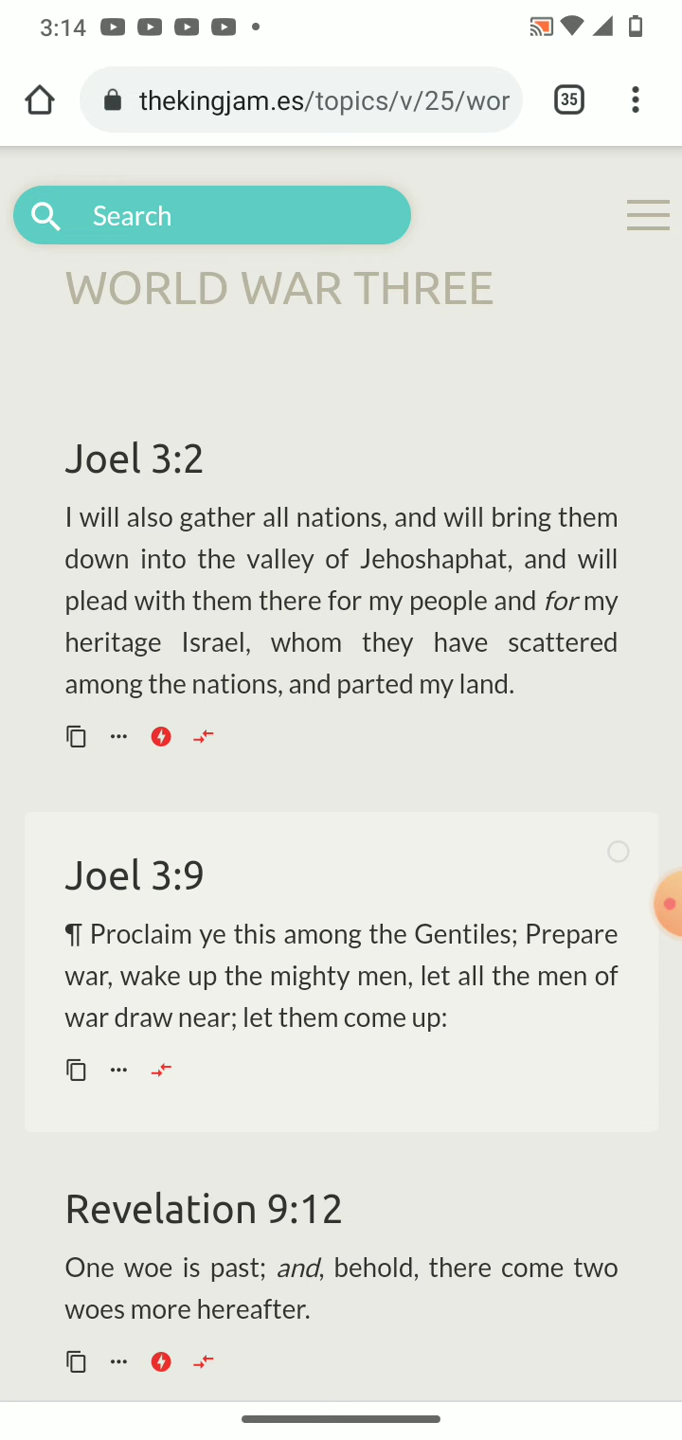 3:14
thekingjam.es/topics/v/25/wor
35
Search
WORLD WAR THREE
Joel 3:2
I will also gather all nations, and will bring them
down into the valley of Jehoshaphat, and will
plead with them there for my people and for my
heritage Israel, whom they have scattered
among the nations, and parted my land.
Joel 3:9
¶ Proclaim ye this among the Gentiles; Prepare
war, wake up the mighty men, let all the men of
war draw near; let them come up:
Revelation 9:12
One woe is past; and, behold, there come two
woes more hereafter.